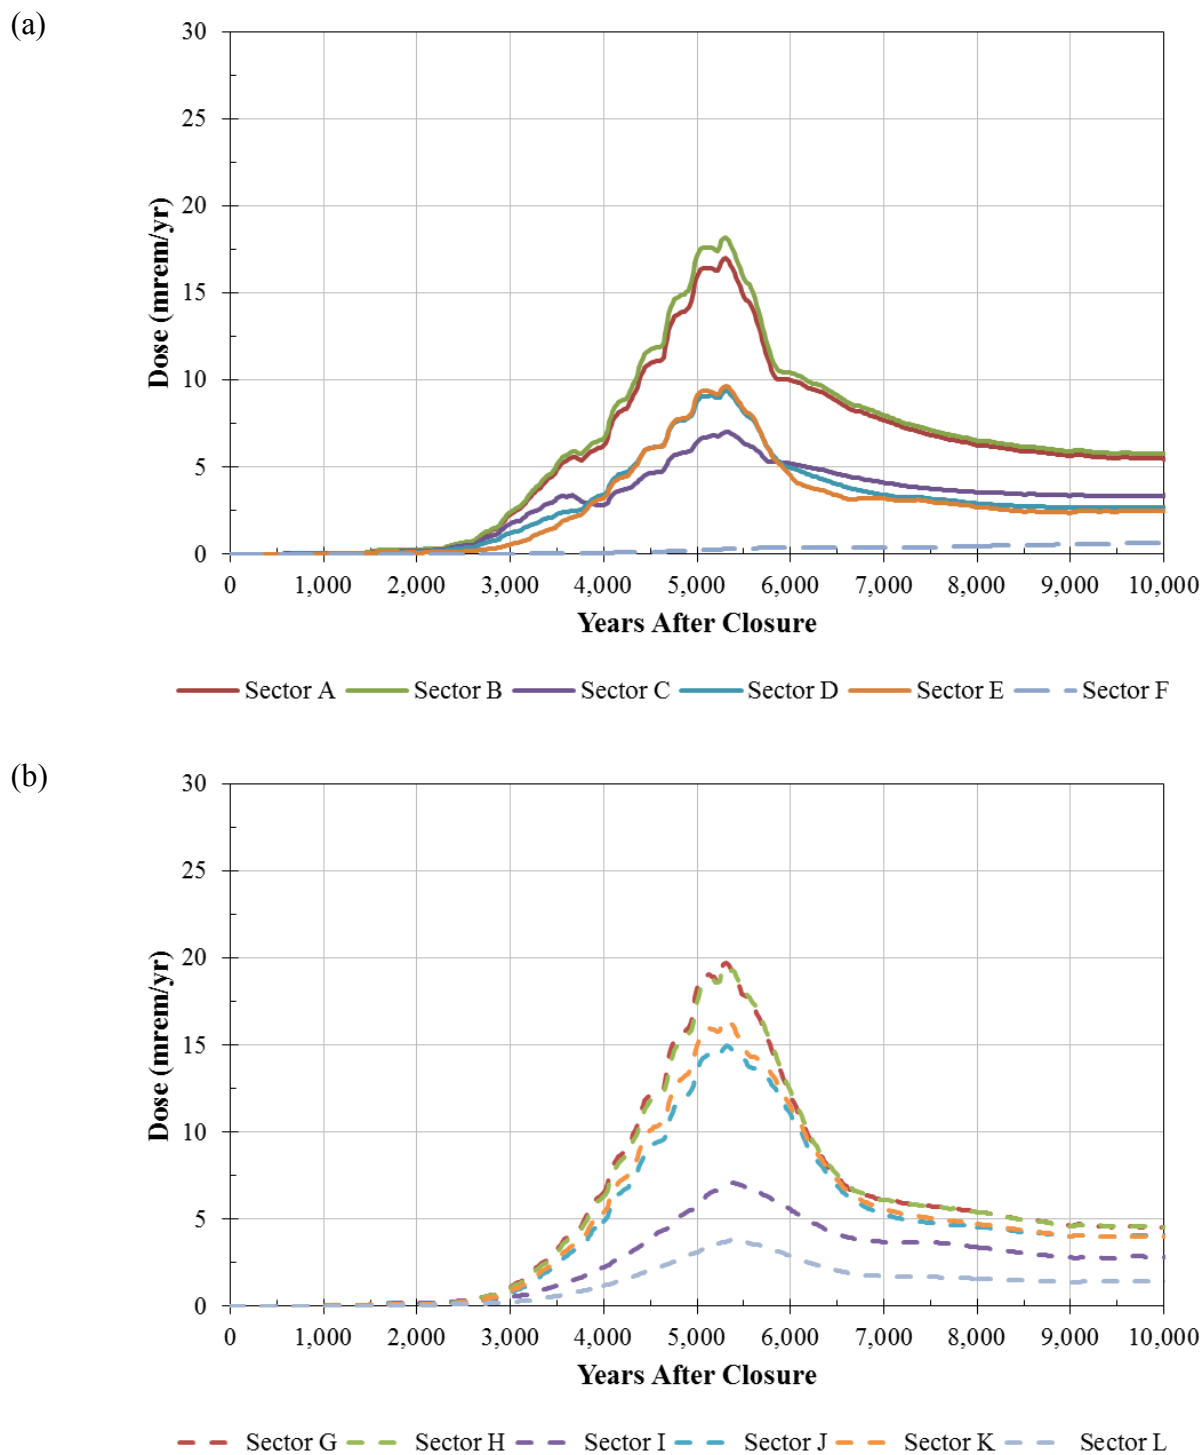 (a)
30
25
20
15
10
5
0
Dose (mrem/yr)
0 1,000 2,000 3,000 4,000 5,000 6,000 7,000 8,000 9,000 10,000
Years After Closure
Sector A Sector B Sector C Sector D Sector E Sector F
(b)
30
25
20
15
10
5
0
Dose (mrem/yr)
0 1,000 2,000 3,000 4,000 5,000 6,000 7,000 8,000 9,000 10,000
Years After Closure
Sector G Sector H Sector I Sector J Sector K Sector L